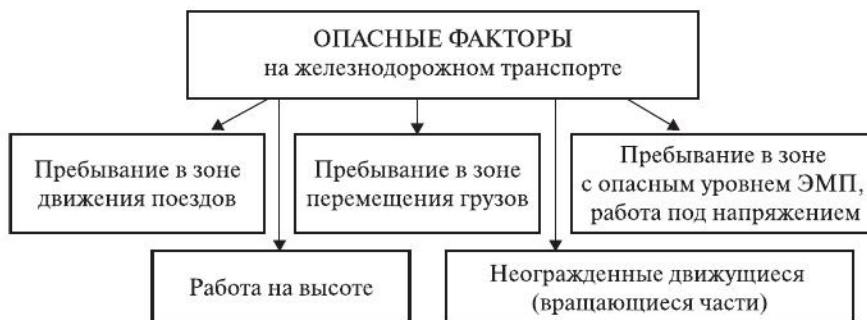 ОПАСНЫЕ ФАКТОРЫ
на железнодорожном транспорте
Пребывание в зоне
движения поездов
Пребывание в зоне
перемещения грузов
Пребывание в зоне
с опасным уровнем ЭМП,
работа под напряжением
Работа на высоте
Неогражденные движущиеся
(вращающиеся части)